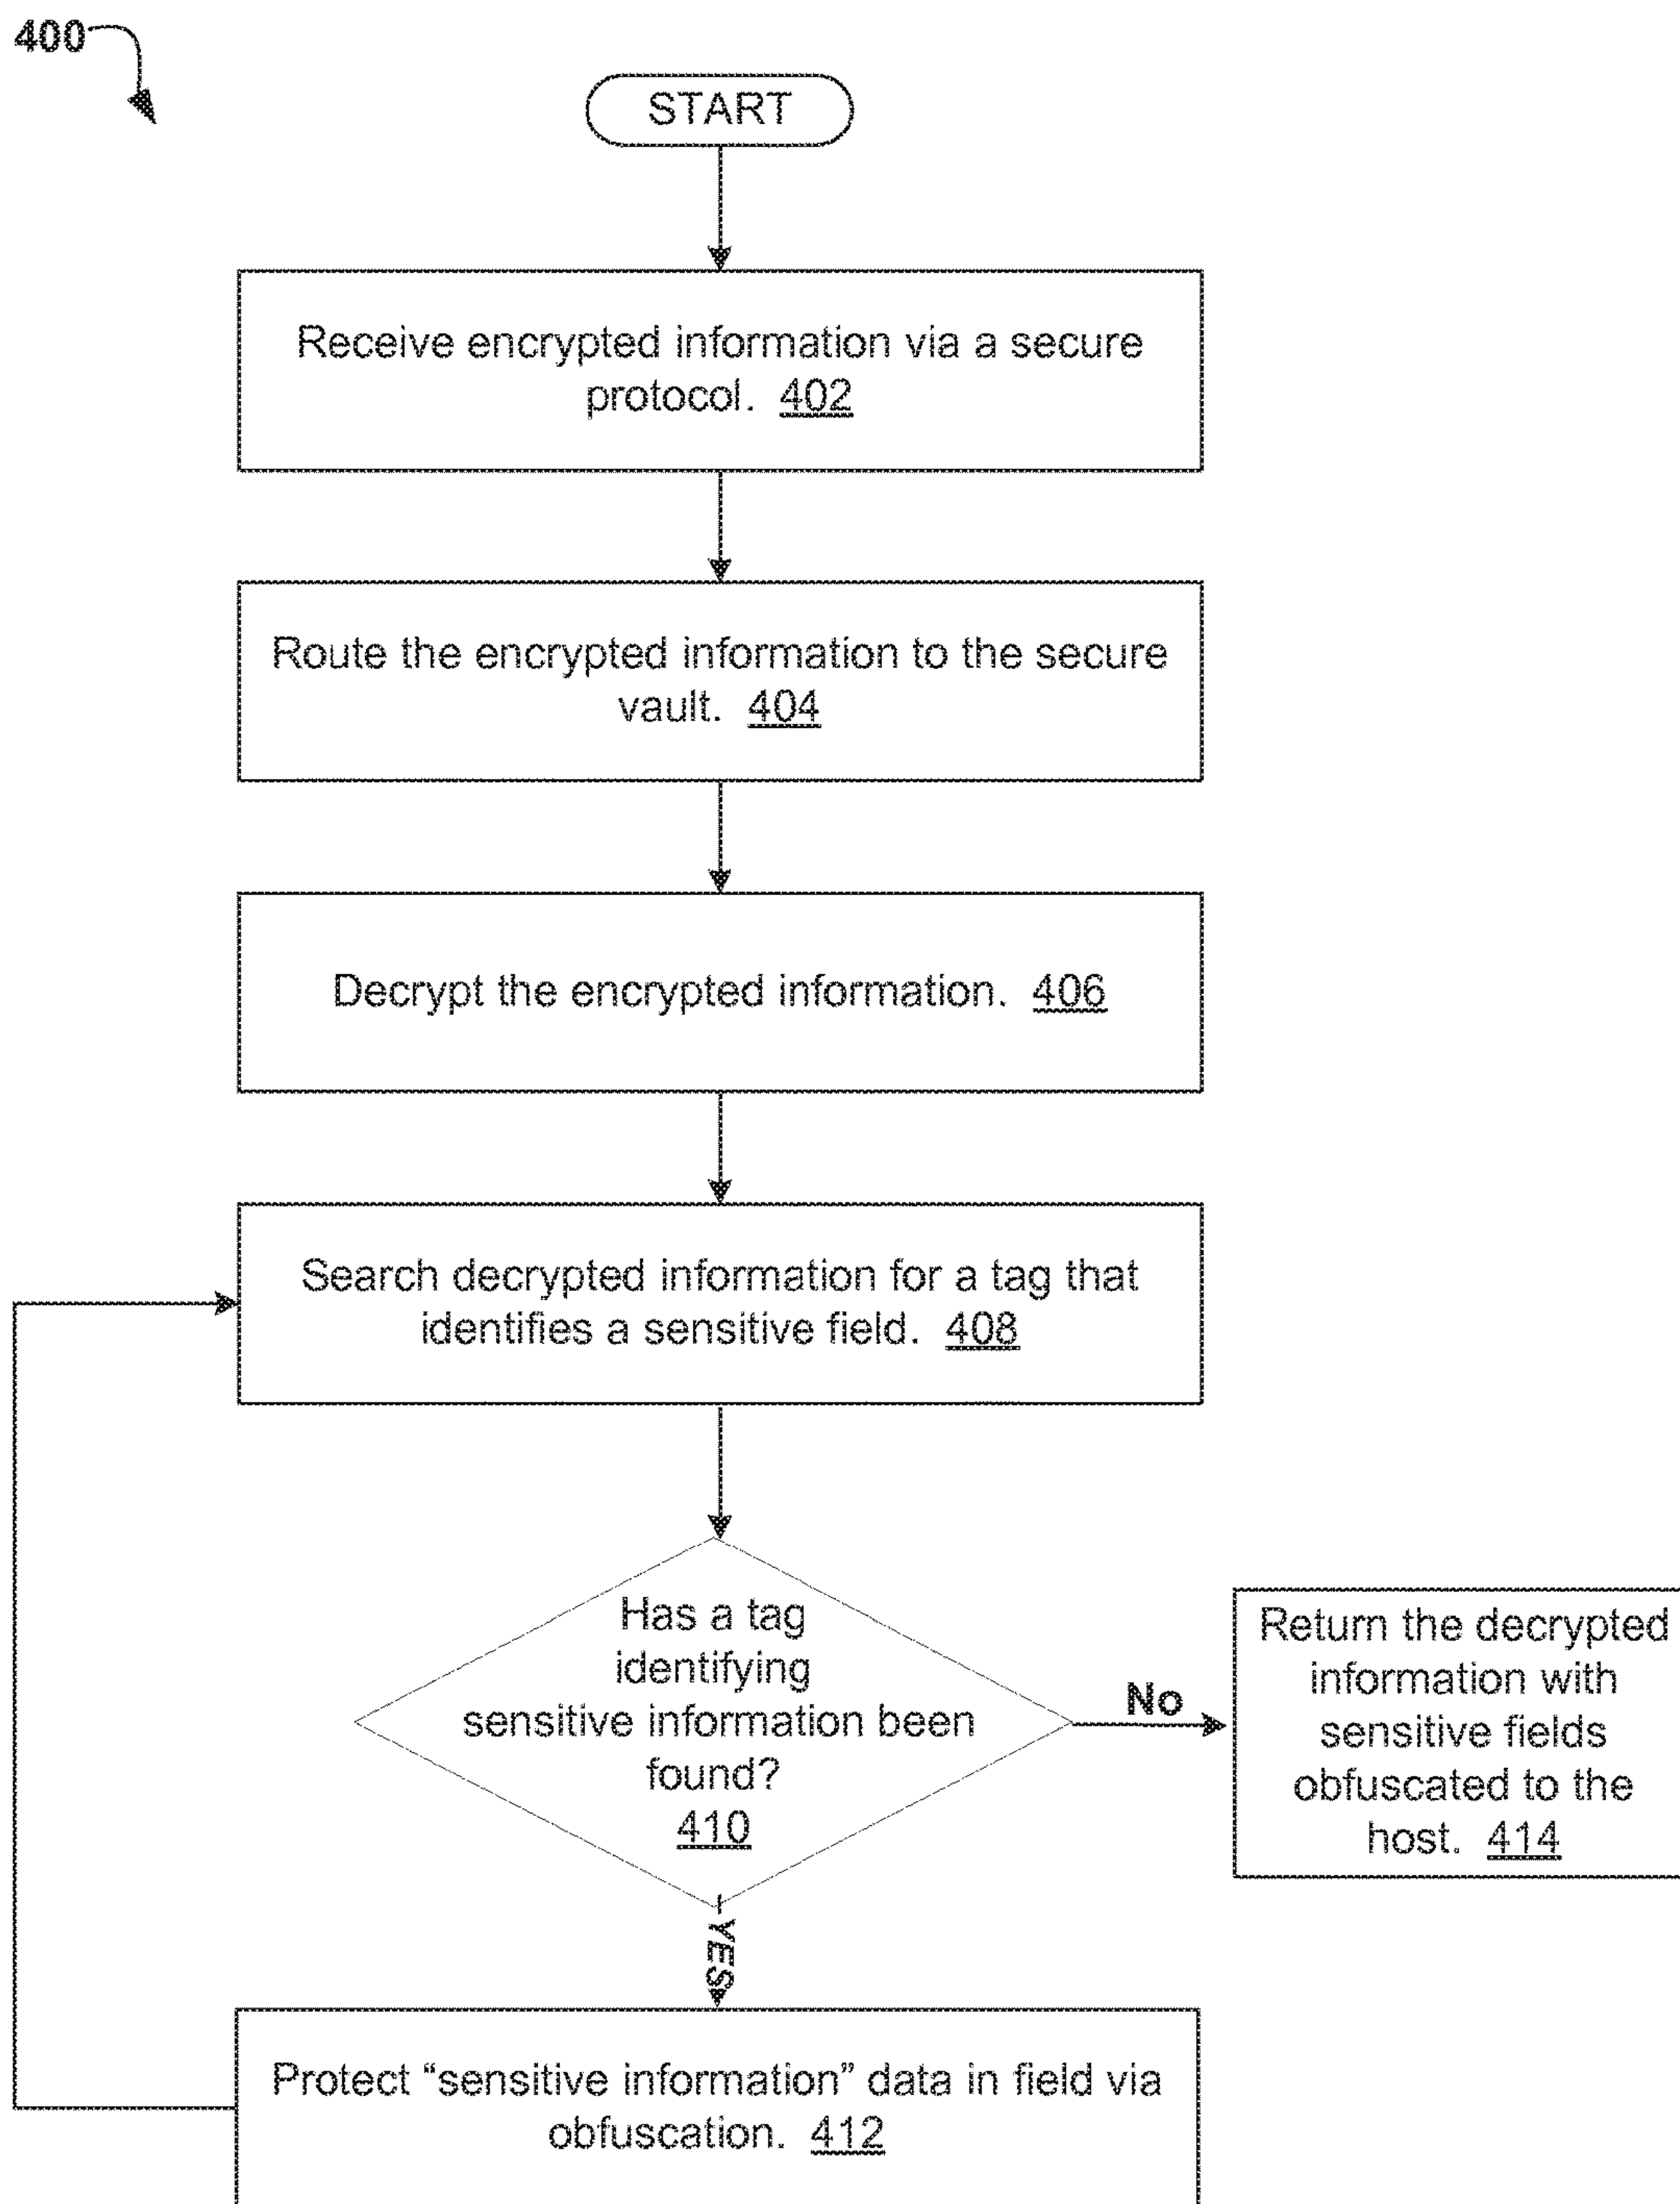 400
START
Receive encrypted information via a secure
protocol. 402
Route the encrypted information to the secure
vault. 404
Decrypt the encrypted information. 406
Search decrypted information for a tag that
identifies a sensitive field. 408
Has a tag
identifying
sensitive information been
found?
410
No
Return the decrypted
information with
sensitive fields
obfuscated to the
host. 414
YES
Protect “sensitive information” data in field via
obfuscation. 412